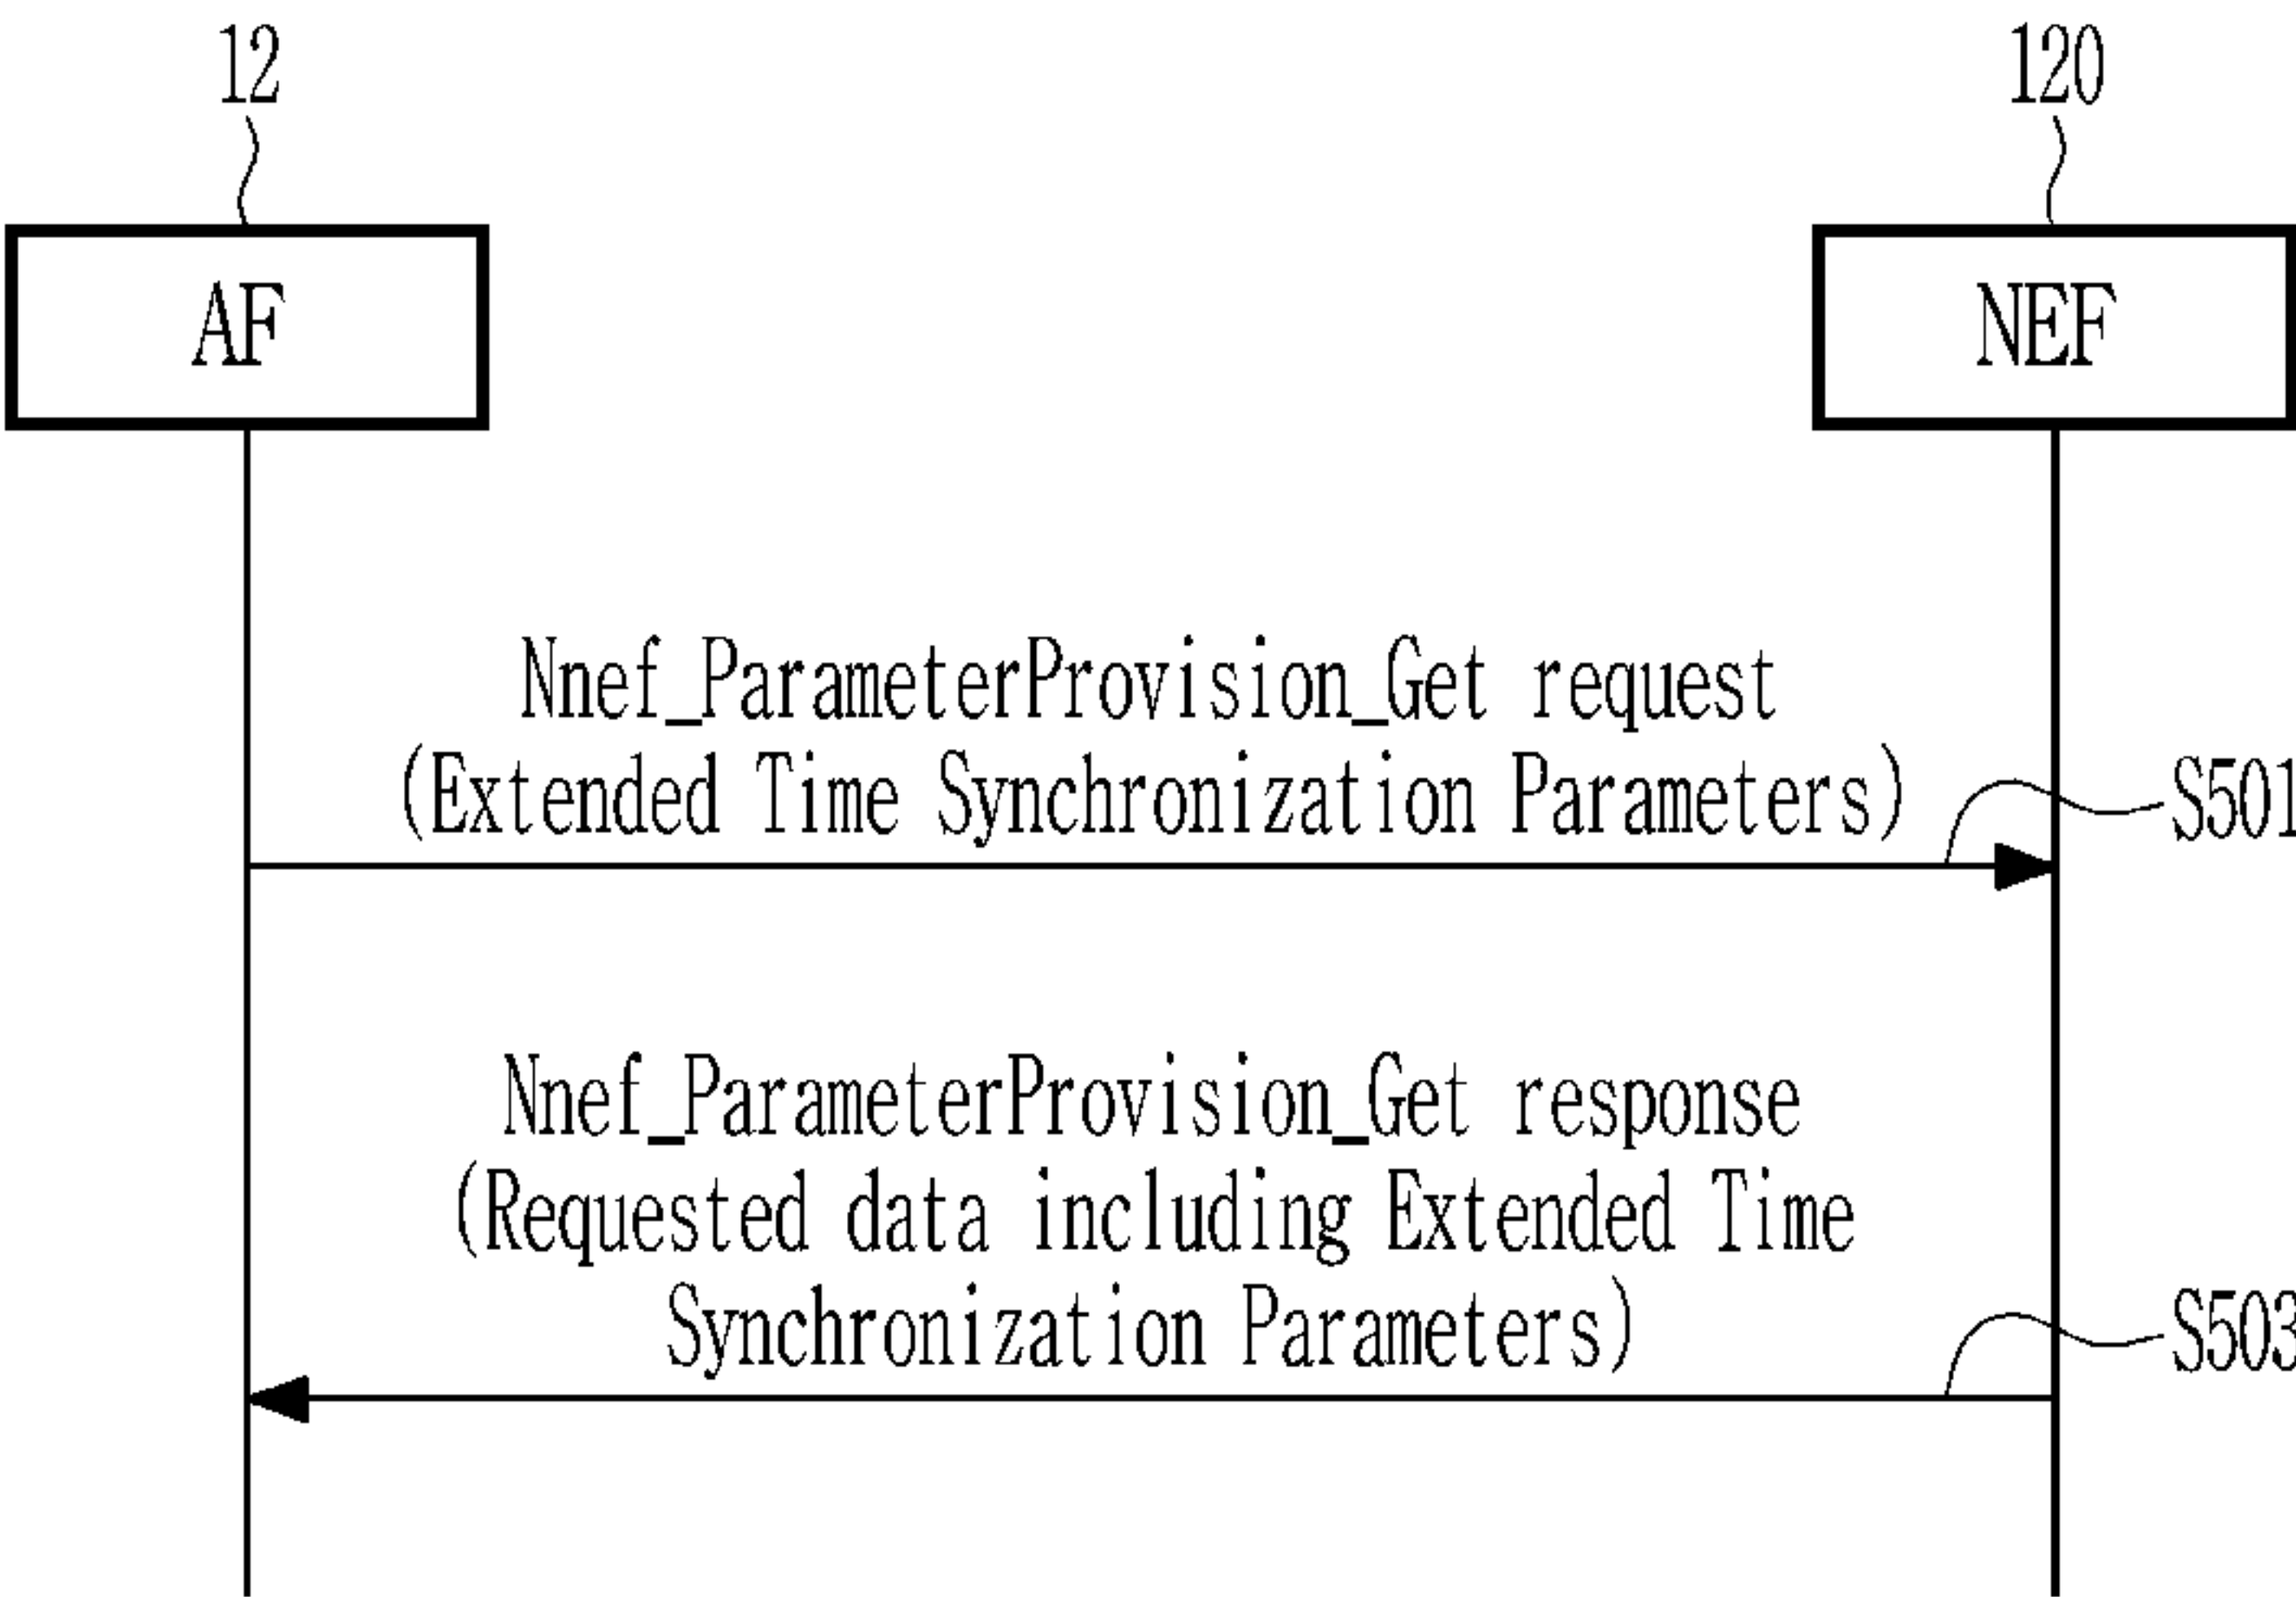 12
120
AF
NEF
Nnef_ParameterProvision_Get request
(Extended Time Synchronization Parameters)
S501
Nnef_ParameterProvision_Get response
(Requested data including Extended Time
Synchronization Parameters)
S503